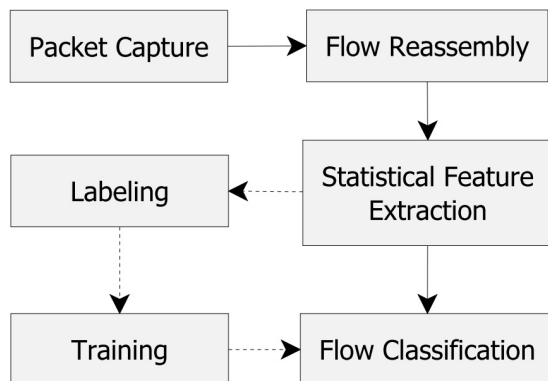 Packet Capture
Flow Reassembly
Labeling
Statistical Feature
Extraction
Training
Flow Classification